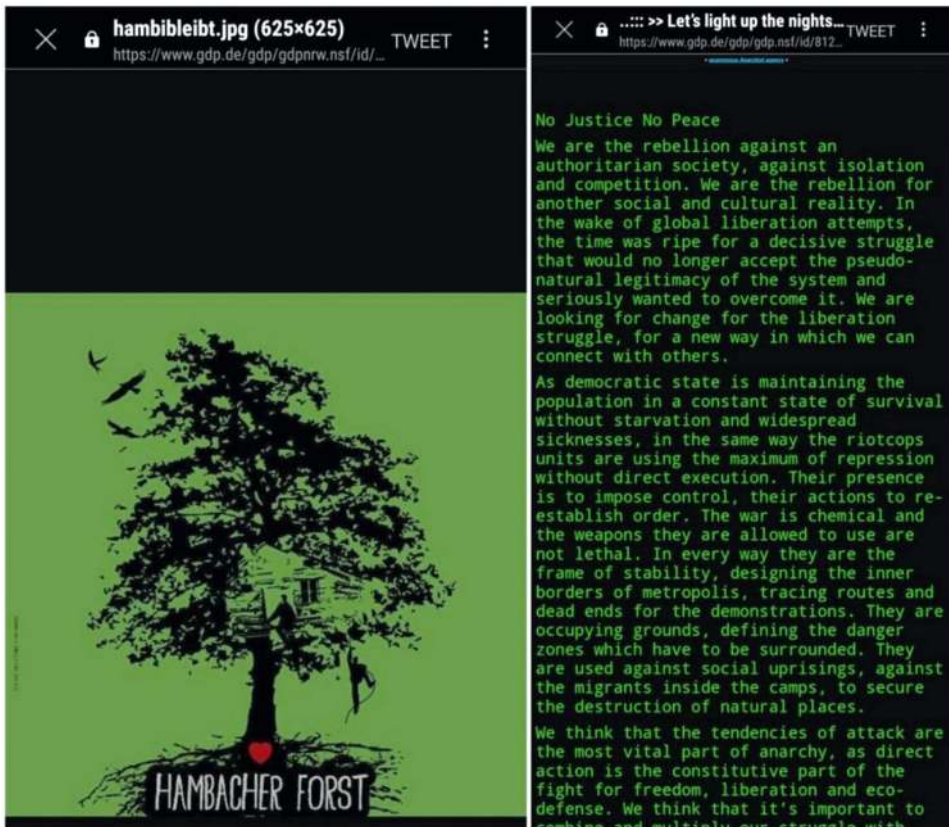 hambibleibt.jpg (625×625)
https://www.gdp.de/gdp/gdpnrw.nsf/id/...
TWEET
HAMBACHER FORST
..::: >> Let's light up the nights...
https://www.gdp.de/gdp/gdp.nsf/id/812...
TWEET
No Justice No Peace
We are the rebellion against an
authoritarian society, against isolation
and competition. We are the rebellion for
another social and cultural reality. In
the wake of global liberation attempts,
the time was ripe for a decisive struggle
that would no longer accept the pseudo-
natural legitimacy of the system and
seriously wanted to overcome it. We are
looking for change for the liberation
struggle, for a new way in which we can
connect with others.
As democratic state is maintaining the
population in a constant state of survival
without starvation and widespread
sicknesses, in the same way the riotcops
units are using the maximum of repression
without direct execution. Their presence
is to impose control, their actions to re-
establish order. The war is chemical and
the weapons they are allowed to use are
not lethal. In every way they are the
frame of stability, designing the inner
borders of metropolis, tracing routes and
dead ends for the demonstrations. They are
occupying grounds, defining the danger
zones which have to be surrounded. They
are used against social uprisings, against
the migrants inside the camps, to secure
the destruction of natural places.
We think that the tendencies of attack are
the most vital part of anarchy, as direct
action is the constitutive part of the
fight for freedom, liberation and eco-
defense. We think that it's important to
combine and multiply our struggle with